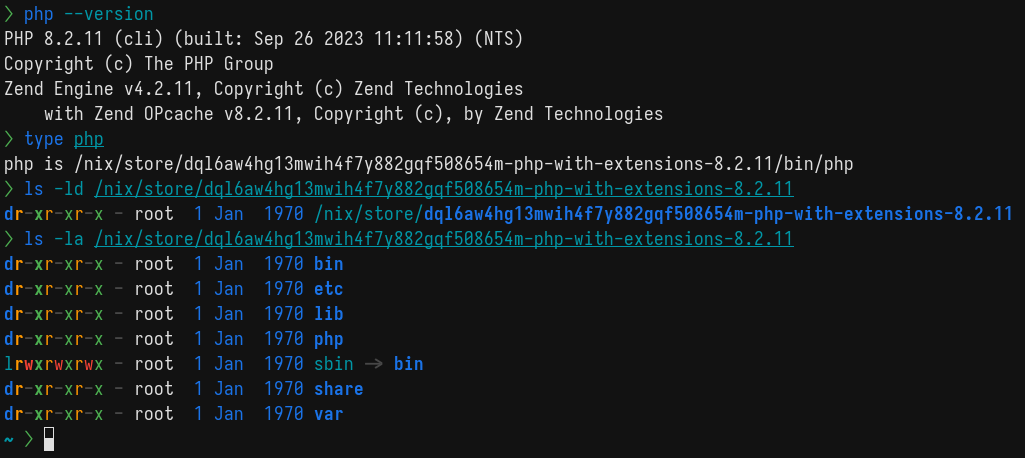 ❯ php --version
PHP 8.2.11 (cli) (built: Sep 26 2023 11:11:58) (NTS)
Copyright (c) The PHP Group
Zend Engine v4.2.11, Copyright (c) Zend Technologies
    with Zend OPcache v8.2.11, Copyright (c), by Zend Technologies
❯ type php
php is /nix/store/dql6aw4hg13mwih4f7y882gqf508654m-php-with-extensions-8.2.11/bin/php
❯ ls -ld /nix/store/dql6aw4hg13mwih4f7y882gqf508654m-php-with-extensions-8.2.11
dr-xr-xr-x - root  1 Jan  1970 /nix/store/dql6aw4hg13mwih4f7y882gqf508654m-php-with-extensions-8.2.11
❯ ls -la /nix/store/dql6aw4hg13mwih4f7y882gqf508654m-php-with-extensions-8.2.11
dr-xr-xr-x - root  1 Jan  1970 bin
dr-xr-xr-x - root  1 Jan  1970 etc
dr-xr-xr-x - root  1 Jan  1970 lib
dr-xr-xr-x - root  1 Jan  1970 php
lrwxrwxrwx - root  1 Jan  1970 sbin -> bin
dr-xr-xr-x - root  1 Jan  1970 share
dr-xr-xr-x - root  1 Jan  1970 var
~ ❯